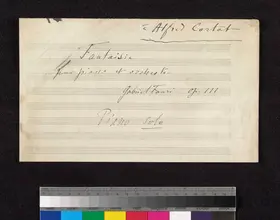 à Alfred Cortot
Fantaisie
pour piano et orchestre
Gabriel Fauré op. 111
Piano solo